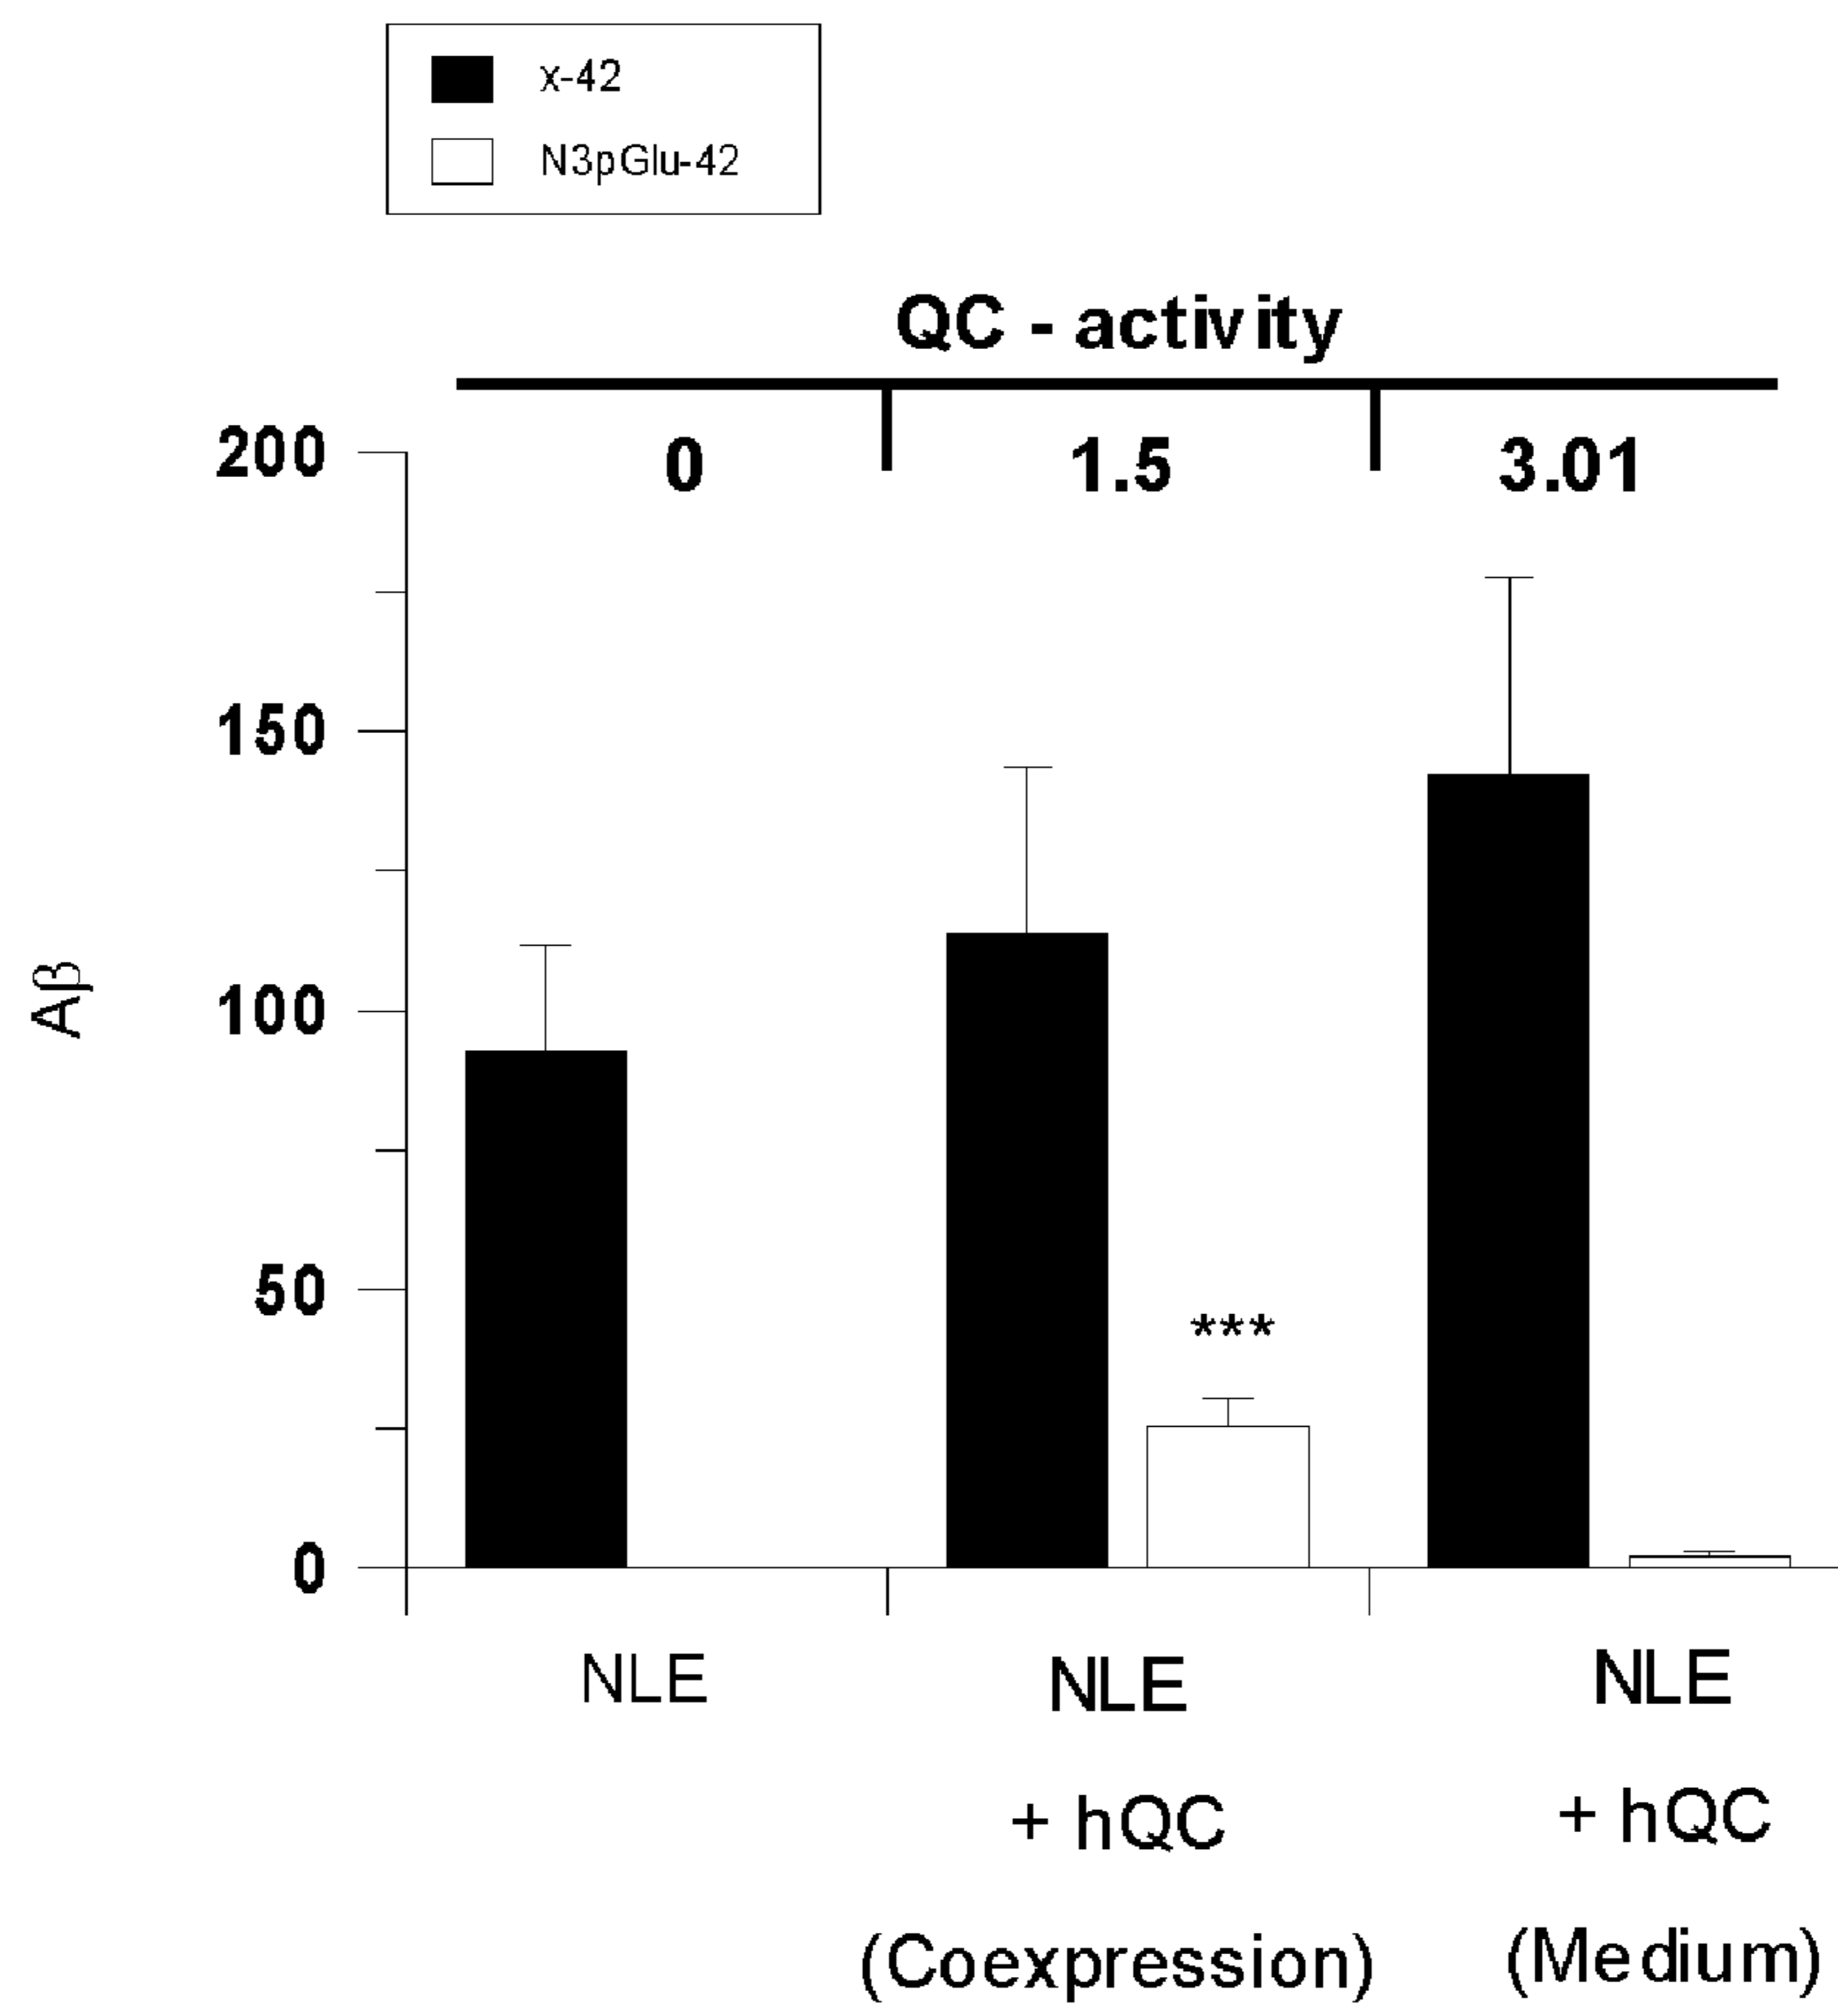 x-42
N3pGlu-42
QC - activity
0 1.5 3.01
200
150
100
50
0
Aβ
NLE NLE NLE
+ hQC + hQC
(Coexpression) (Medium)
***